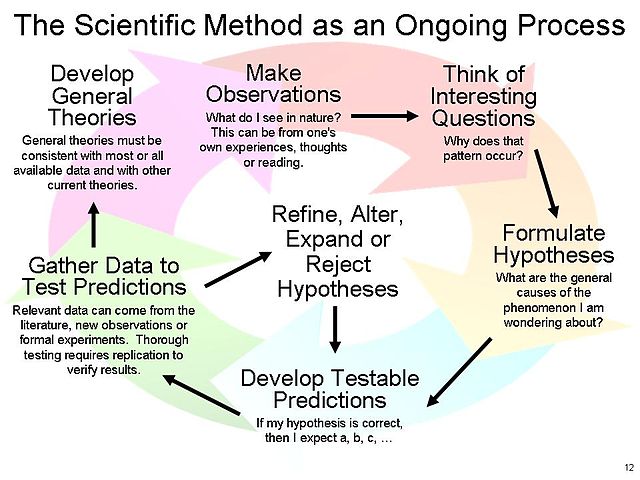 The Scientific Method as an Ongoing Process
Develop
General
Theories
General theories must be
consistent with most or all
available data and with other
current theories.
Make
Observations
What do I see in nature?
This can be from one's
own experiences, thoughts
or reading.
Think of
Interesting
Questions
Why does that
pattern occur?
Refine, Alter,
Expand or
Reject
Hypotheses
Formulate
Hypotheses
What are the general
causes of the
phenomenon I am
wondering about?
Gather Data to
Test Predictions
Relevant data can come from the
literature, new observations or
formal experiments.  Thorough
testing requires replication to
verify results.
Develop Testable
Predictions
If my hypothesis is correct,
then I expect a, b, c, …
12